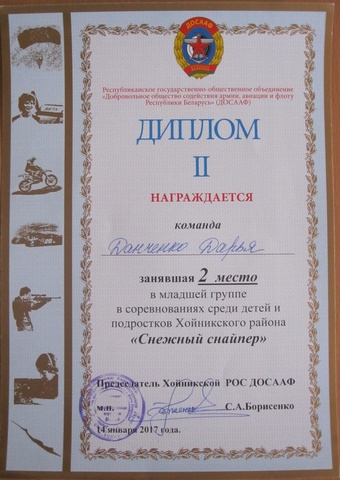 ДОСААФ
Республиканское государственно-общественное объединение
«Добровольное общество содействия армии, авиации и флоту
Республики Беларусь» (ДОСААФ)
ДИПЛОМ
II
НАГРАЖДАЕТСЯ
команда
Данченко Дарья
занявшая 2 место
в младшей группе
в соревнованиях среди детей и
подростков Хойникского района
«Снежный снайпер»
Председатель Хойникской РОС ДОСААФ
М.П. С.А.Борисенко
14 января 2017 года.